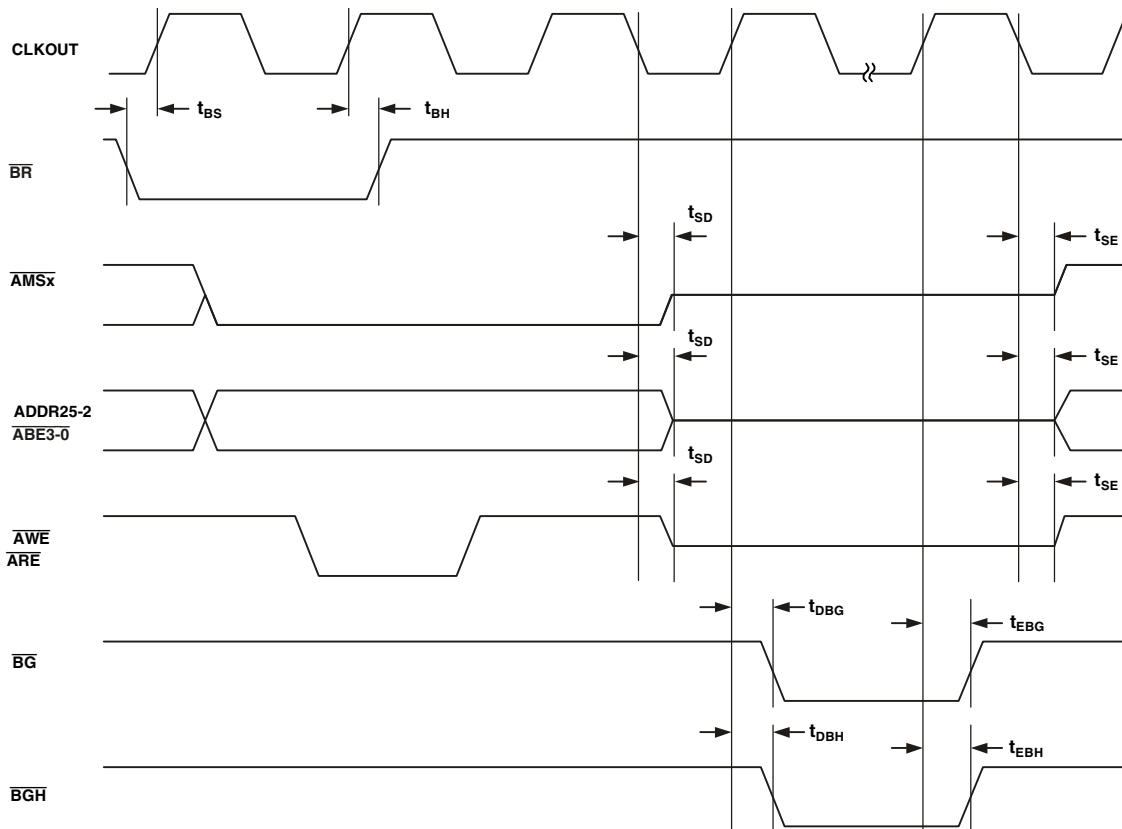 CLKOUT
tBS
tBH
BR
tSD
tSE
AMSx
tSD
tSE
ADDR25-2
ABE3-0
tSD
tSE
AWE
ARE
tDBG
tEBG
BG
tDBH
tEBH
BGH